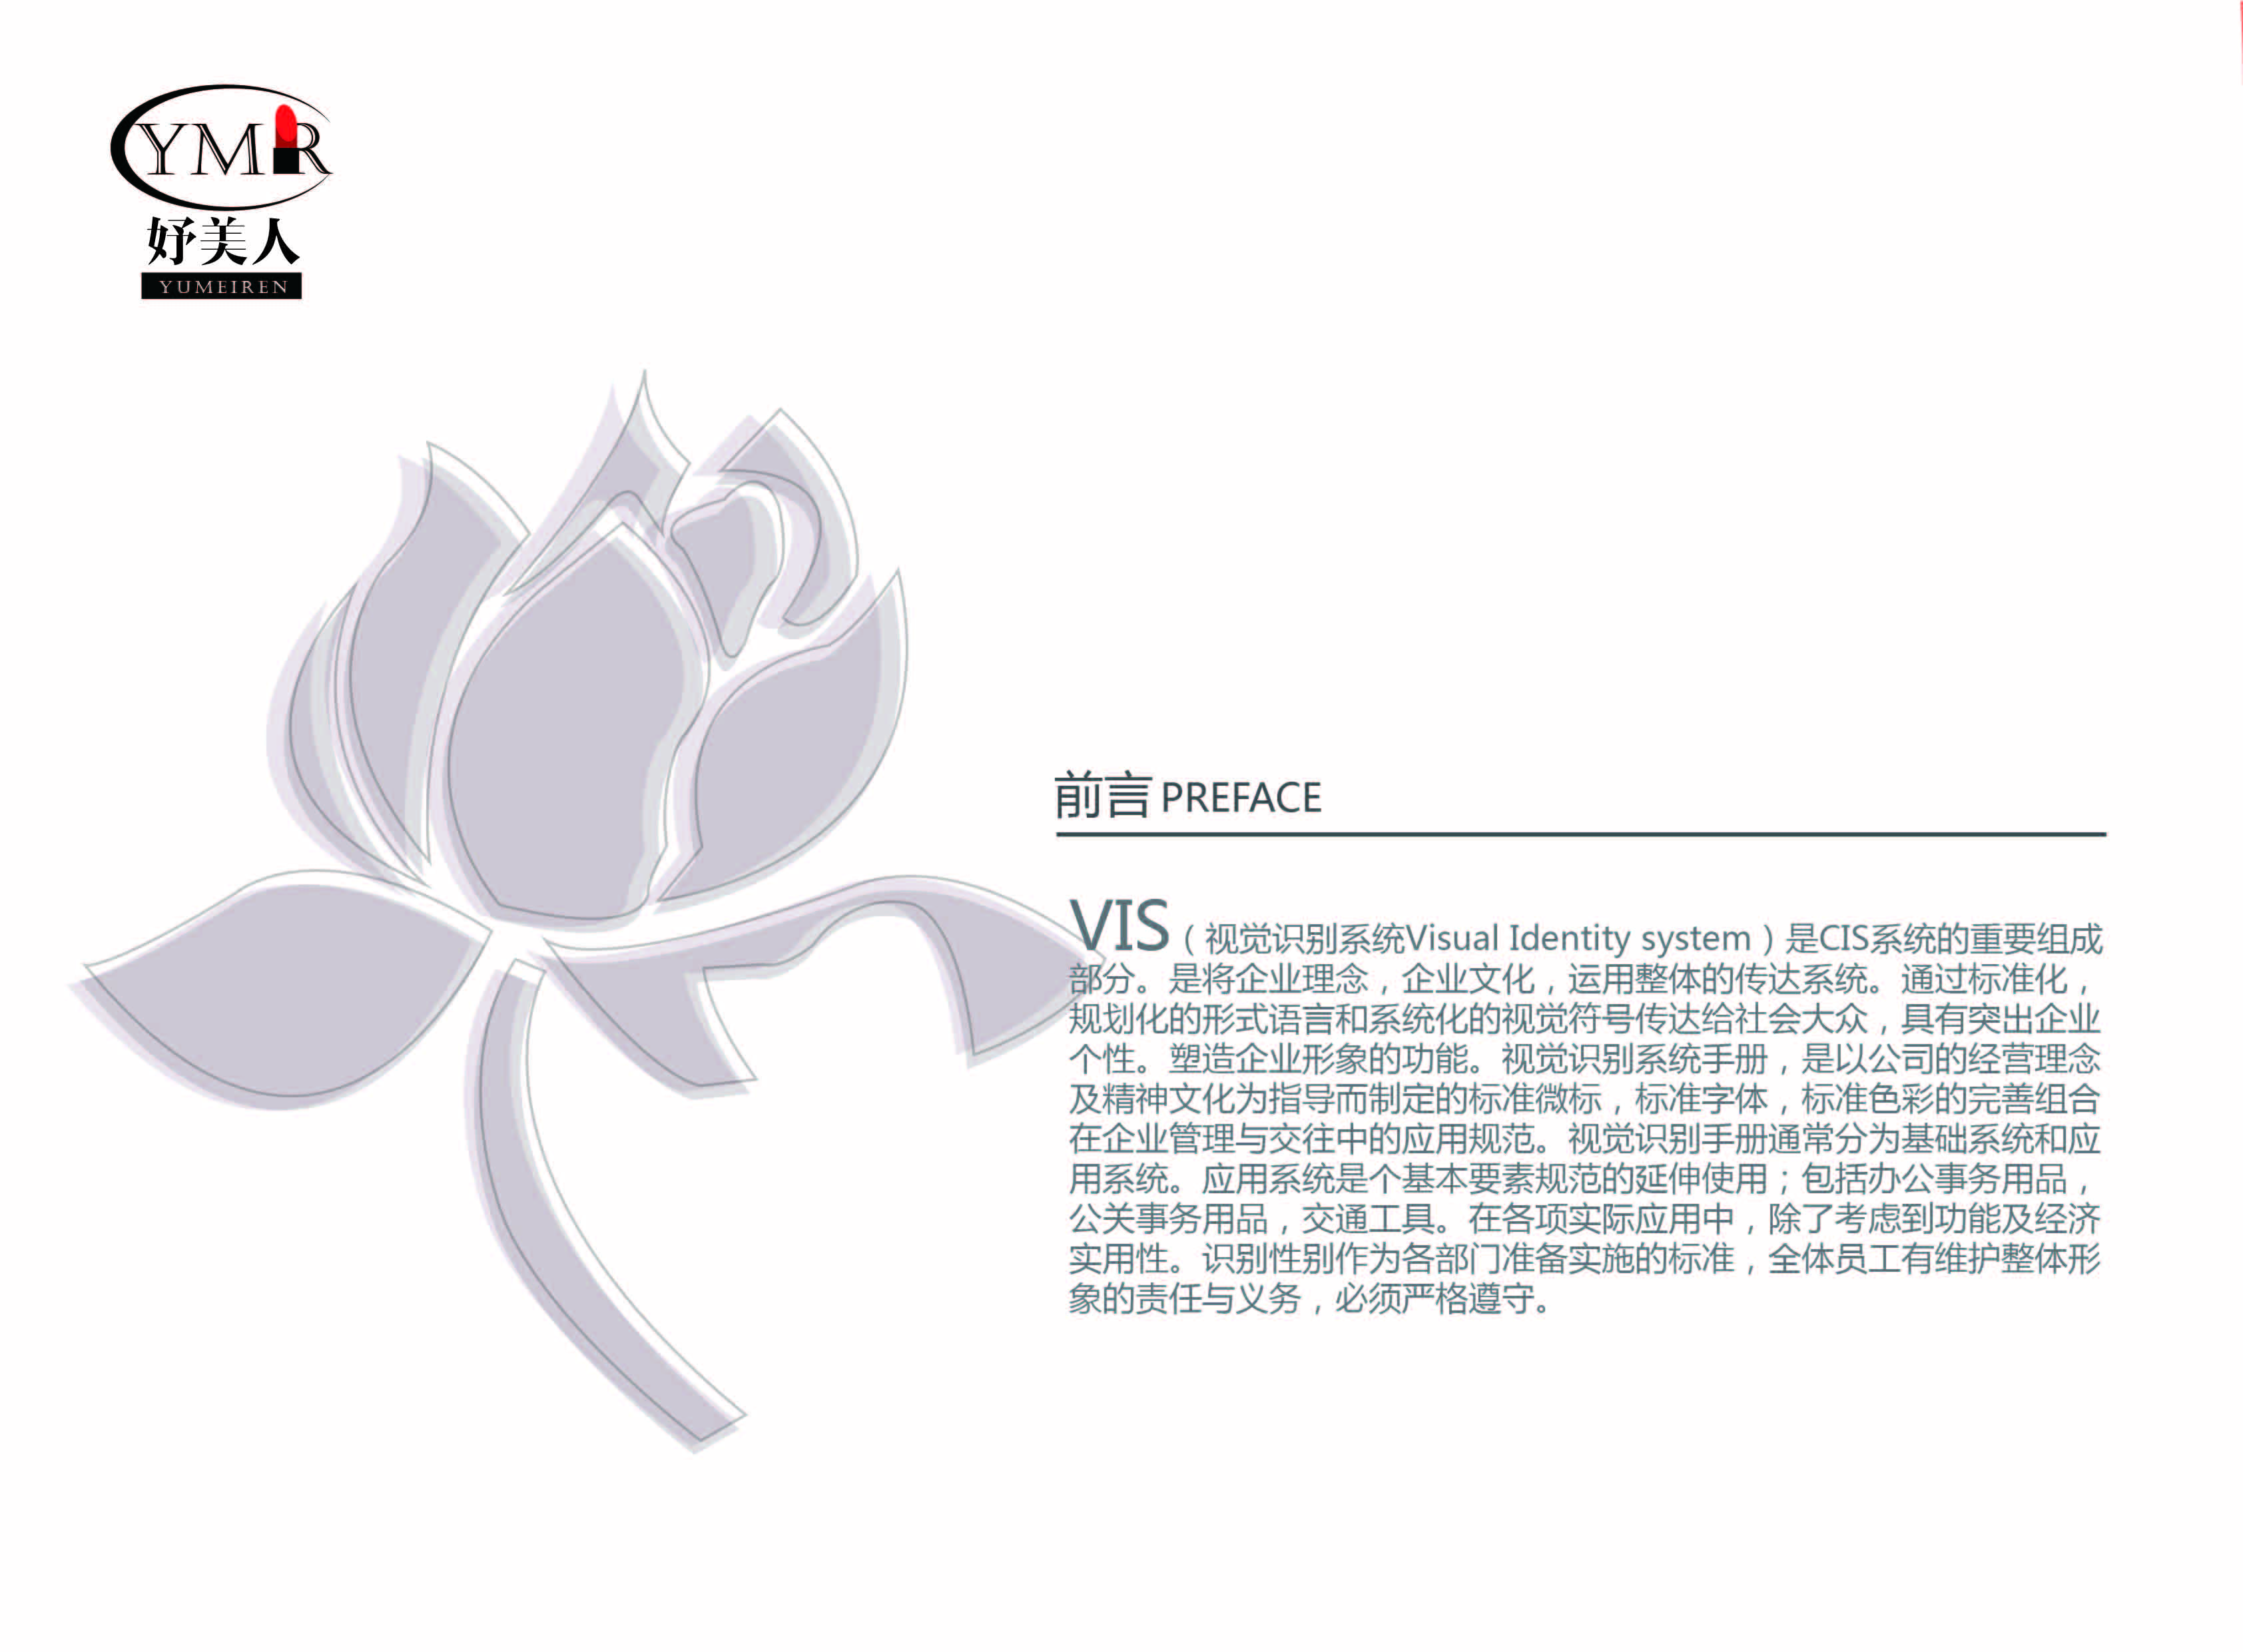 YMR
妤美人
YUMEIREN
前言 PREFACE
VIS（视觉识别系统Visual Identity system）是CIS系统的重要组成
部分。是将企业理念，企业文化，运用整体的传达系统。通过标准化，
规划化的形式语言和系统化的视觉符号传达给社会大众，具有突出企业
个性。塑造企业形象的功能。视觉识别系统手册，是以公司的经营理念
及精神文化为指导而制定的标准微标，标准字体，标准色彩的完善组合
在企业管理与交往中的应用规范。视觉识别手册通常分为基础系统和应
用系统。应用系统是个基本要素规范的延伸使用；包括办公事务用品，
公关事务用品，交通工具。在各项实际应用中，除了考虑到功能及经济
实用性。识别性别作为各部门准备实施的标准，全体员工有维护整体形
象的责任与义务，必须严格遵守。